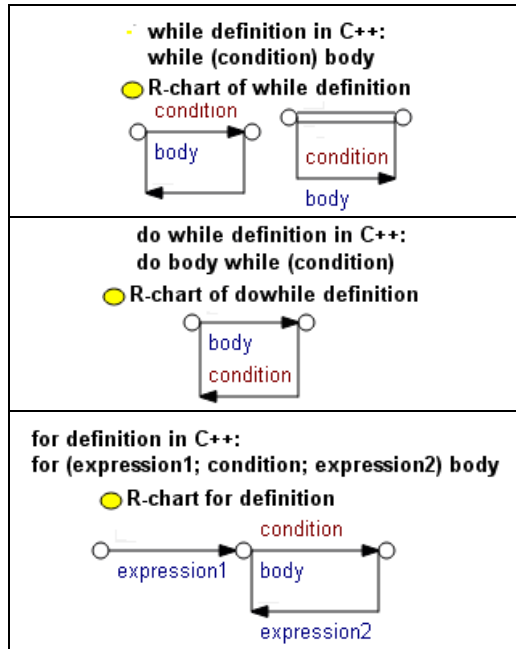 while definition in C++:
while (condition) body
R-chart of while definition
condition
body
condition
body
do while definition in C++:
do body while (condition)
R-chart of dowhile definition
body
condition
for definition in C++:
for (expression1; condition; expression2) body
R-chart for definition
condition
expression1 body
expression2